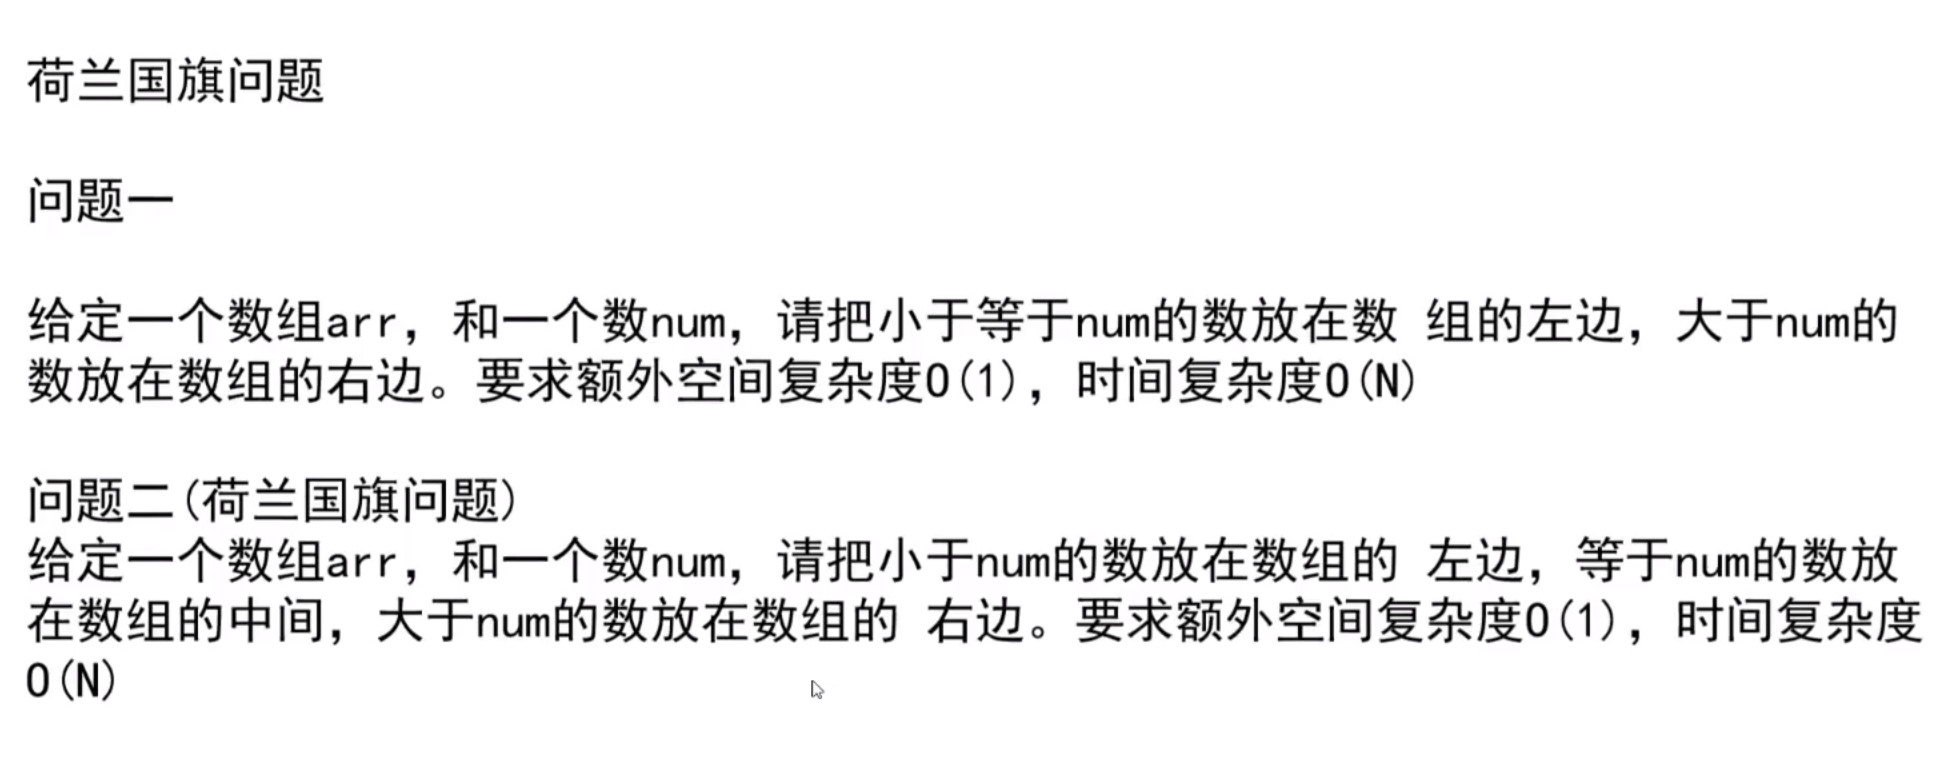 荷兰国旗问题
问题一
给定一个数组arr，和一个数num，请把小于等于num的数放在数 组的左边，大于num的
数放在数组的右边。要求额外空间复杂度O(1)，时间复杂度O(N)
问题二(荷兰国旗问题)
给定一个数组arr，和一个数num，请把小于num的数放在数组的 左边，等于num的数放
在数组的中间，大于num的数放在数组的 右边。要求额外空间复杂度O(1)，时间复杂度
O(N)